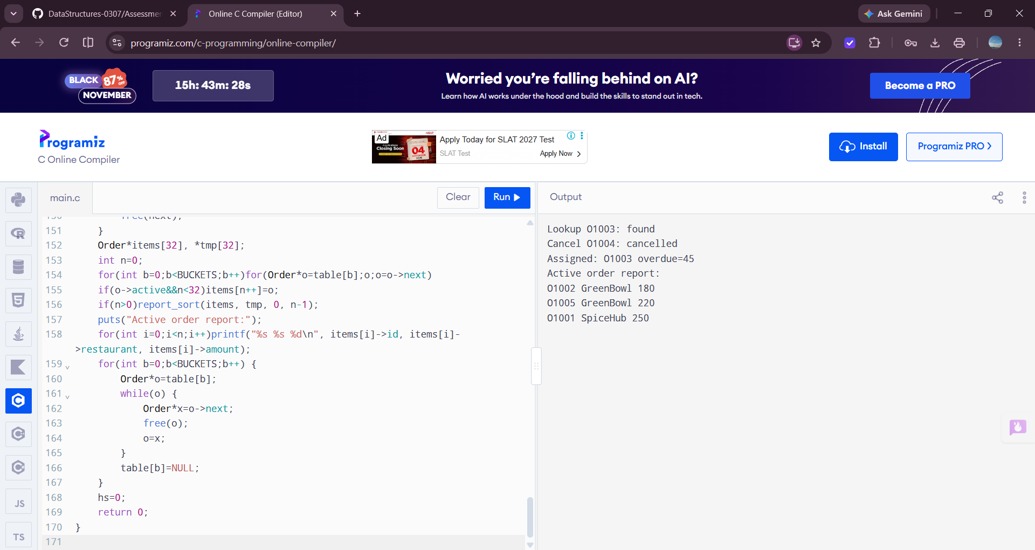 DataStructures-0307/Assessmen
Online C Compiler (Editor)
Ask Gemini
programiz.com/c-programming/online-compiler/
BLACK 87% OFF
NOVEMBER
15h: 43m: 28s
Worried you're falling behind on AI?
Learn how AI works under the hood and build the skills to stand out in tech.
Become a PRO
Programiz
C Online Compiler
Ad
04
Apply Today for SLAT 2027 Test
SLAT Test
Apply Now
Install
Programiz PRO
main.c
Clear
Run
Output
151 }
152 Order*items[32], *tmp[32];
153 int n=0;
154 for(int b=0;b<BUCKETS;b++)for(Order*o=table[b];o;o=o->next)
155 if(o->active&&n<32)items[n++]=o;
156 if(n>0)report_sort(items, tmp, 0, n-1);
157 puts("Active order report:");
158 for(int i=0;i<n;i++)printf("%s %s %d\n", items[i]->id, items[i]-
>restaurant, items[i]->amount);
159 for(int b=0;b<BUCKETS;b++) {
160 Order*o=table[b];
161 while(o) {
162 Order*x=o->next;
163 free(o);
164 o=x;
165 }
166 table[b]=NULL;
167 }
168 hs=0;
169 return 0;
170 }
171
Lookup O1003: found
Cancel O1004: cancelled
Assigned: O1003 overdue=45
Active order report:
O1002 GreenBowl 180
O1005 GreenBowl 220
O1001 SpiceHub 250
JS
TS